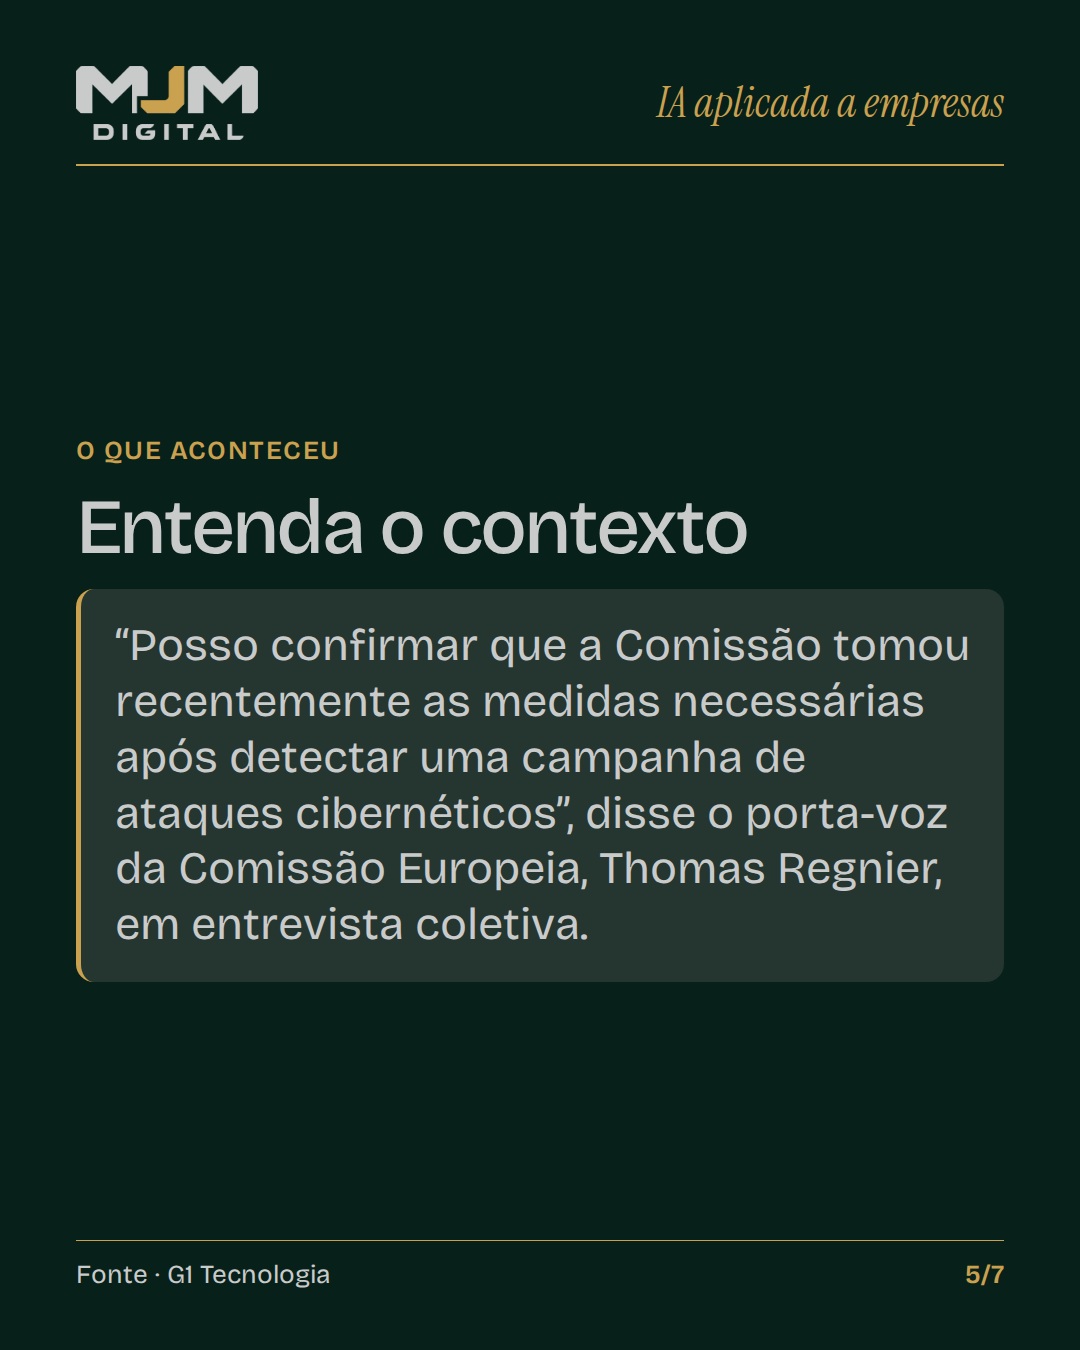 MJM
DIGITAL
IA aplicada a empresas
O QUE ACONTECEU
Entenda o contexto
“Posso confirmar que a Comissão tomou
recentemente as medidas necessárias
após detectar uma campanha de
ataques cibernéticos”, disse o porta-voz
da Comissão Europeia, Thomas Regnier,
em entrevista coletiva.
Fonte · G1 Tecnologia
5/7